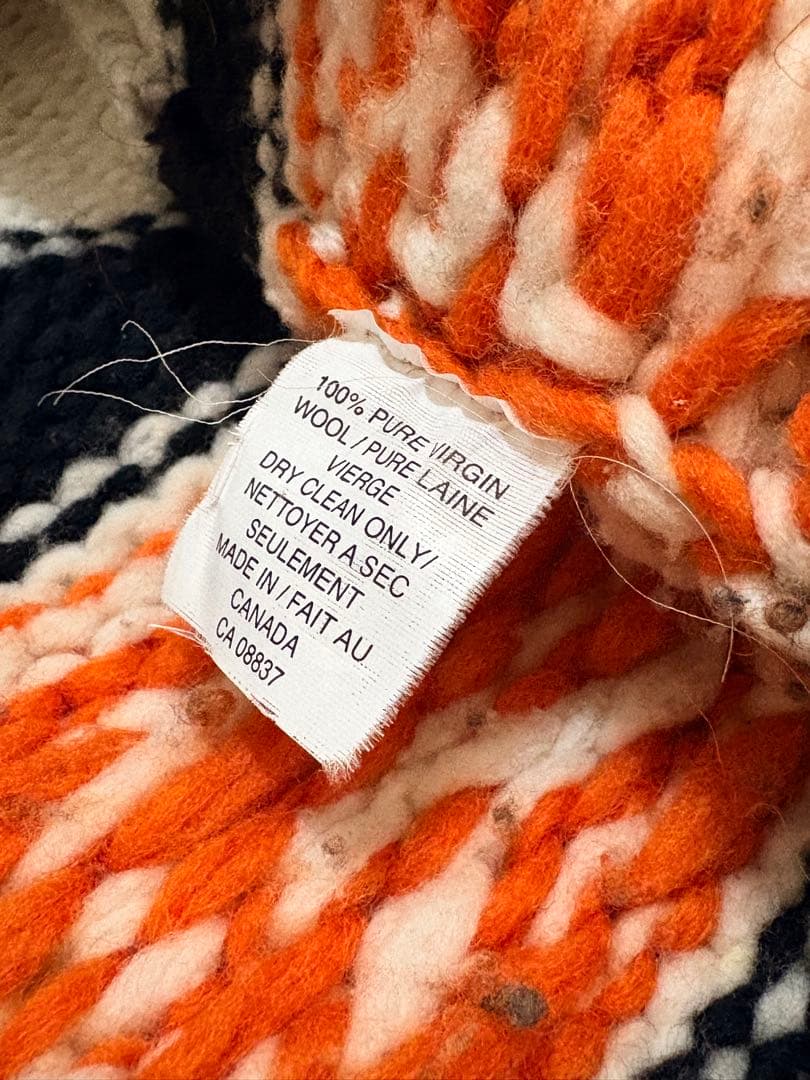 100% PURE VIRGIN
WOOL / PURE LAINE
VIERGE
DRY CLEAN ONLY/
NETTOYER A SEC
SEULEMENT
MADE IN / FAIT AU
CANADA
CA 08837